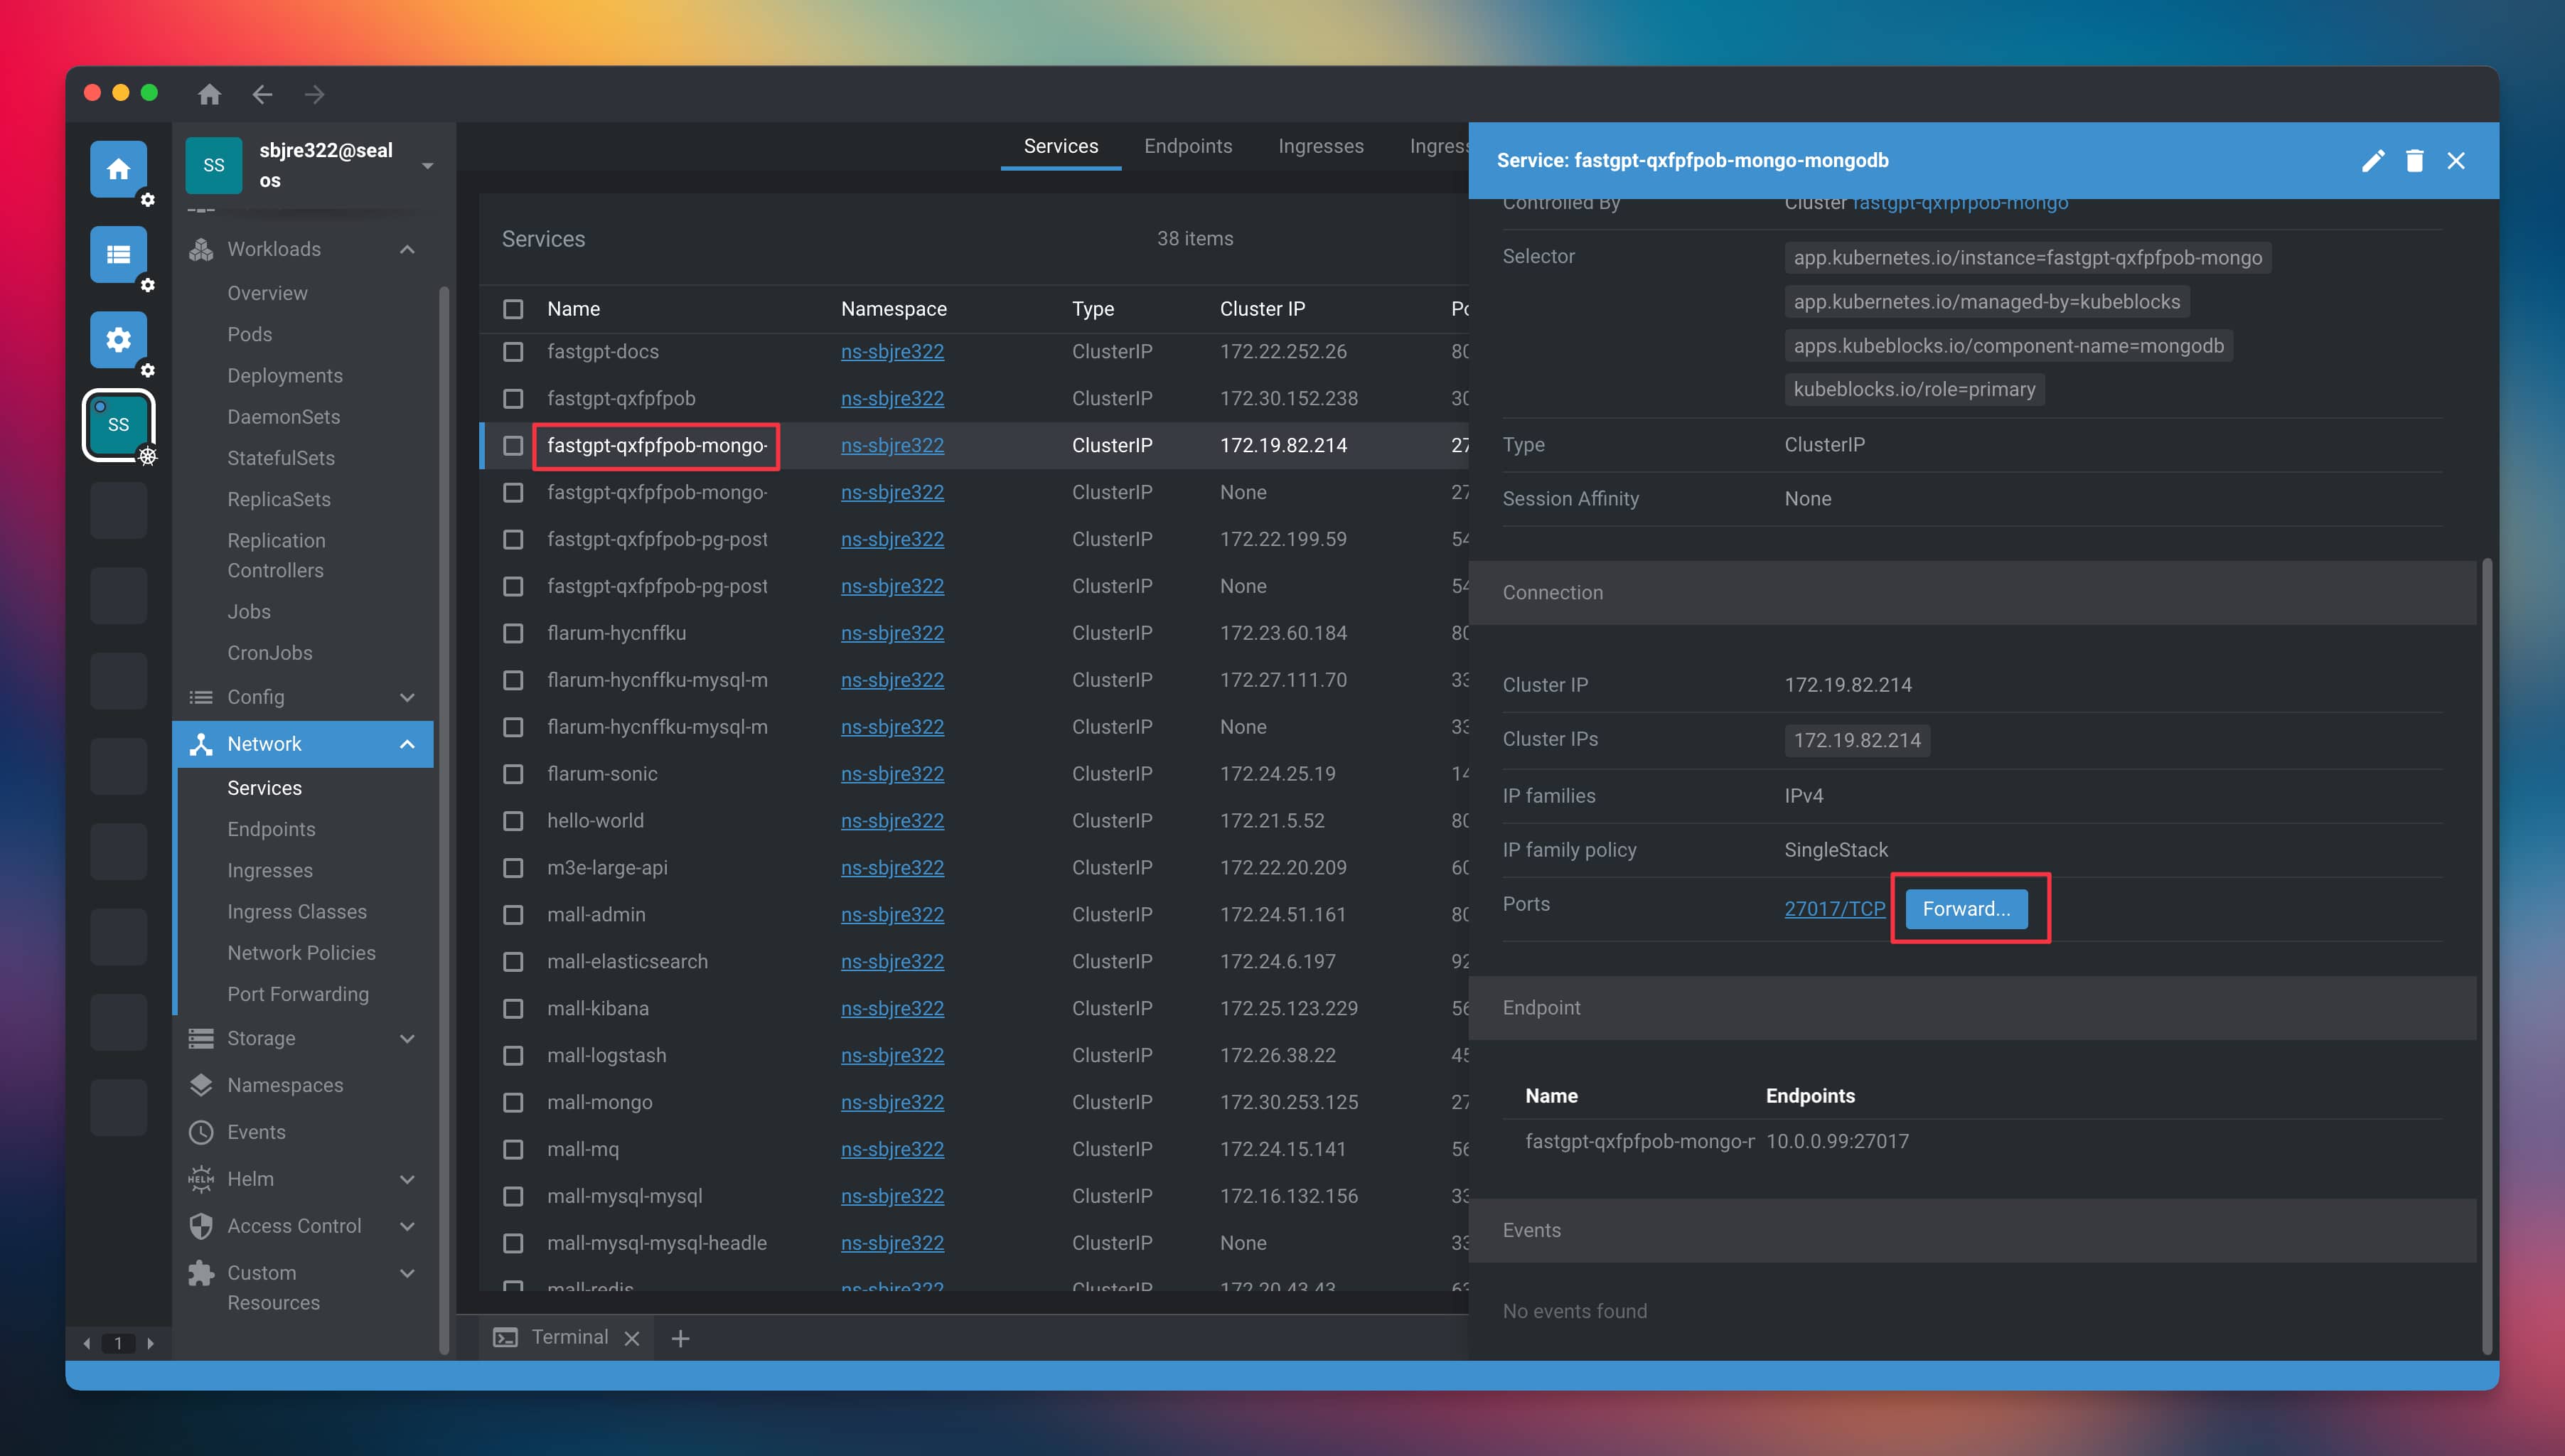 SS
sbjre322@seal
os
SS
1
Workloads
Overview
Pods
Deployments
DaemonSets
StatefulSets
ReplicaSets
Replication
Controllers
Jobs
CronJobs
Config
Network
Services
Endpoints
Ingresses
Ingress Classes
Network Policies
Port Forwarding
Storage
Namespaces
Events
HELM Helm
Access Control
Custom
Resources
Services Endpoints Ingresses Ingress
Services 38 items
Name Namespace Type Cluster IP Po
fastgpt-docs ns-sbjre322 ClusterIP 172.22.252.26 80
fastgpt-qxfpfpob ns-sbjre322 ClusterIP 172.30.152.238 30
fastgpt-qxfpfpob-mongo- ns-sbjre322 ClusterIP 172.19.82.214 27
fastgpt-qxfpfpob-mongo- ns-sbjre322 ClusterIP None 27
fastgpt-qxfpfpob-pg-post ns-sbjre322 ClusterIP 172.22.199.59 54
fastgpt-qxfpfpob-pg-post ns-sbjre322 ClusterIP None 54
flarum-hycnffku ns-sbjre322 ClusterIP 172.23.60.184 80
flarum-hycnffku-mysql-m ns-sbjre322 ClusterIP 172.27.111.70 33
flarum-hycnffku-mysql-m ns-sbjre322 ClusterIP None 33
flarum-sonic ns-sbjre322 ClusterIP 172.24.25.19 14
hello-world ns-sbjre322 ClusterIP 172.21.5.52 80
m3e-large-api ns-sbjre322 ClusterIP 172.22.20.209 60
mall-admin ns-sbjre322 ClusterIP 172.24.51.161 80
mall-elasticsearch ns-sbjre322 ClusterIP 172.24.6.197 92
mall-kibana ns-sbjre322 ClusterIP 172.25.123.229 56
mall-logstash ns-sbjre322 ClusterIP 172.26.38.22 45
mall-mongo ns-sbjre322 ClusterIP 172.30.253.125 27
mall-mq ns-sbjre322 ClusterIP 172.24.15.141 56
mall-mysql-mysql ns-sbjre322 ClusterIP 172.16.132.156 33
mall-mysql-mysql-headle ns-sbjre322 ClusterIP None 33
mall-redis ns-sbjre322 ClusterIP 172.20.43.43 63
Terminal
Service: fastgpt-qxfpfpob-mongo-mongodb
Controlled By Cluster fastgpt-qxfpfpob-mongo
Selector app.kubernetes.io/instance=fastgpt-qxfpfpob-mongo
app.kubernetes.io/managed-by=kubeblocks
apps.kubeblocks.io/component-name=mongodb
kubeblocks.io/role=primary
Type ClusterIP
Session Affinity None
Connection
Cluster IP 172.19.82.214
Cluster IPs 172.19.82.214
IP families IPv4
IP family policy SingleStack
Ports 27017/TCP Forward...
Endpoint
Name Endpoints
fastgpt-qxfpfpob-mongo-r 10.0.0.99:27017
Events
No events found